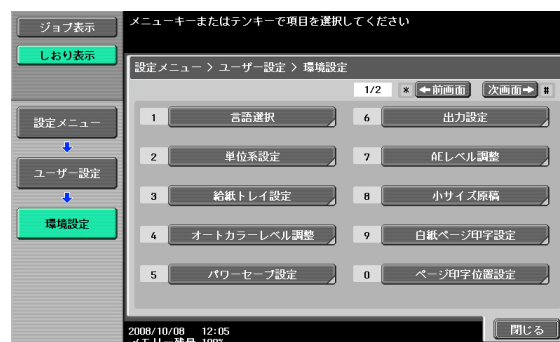 ジョブ表示
しおり表示
設定メニュー
ユーザー設定
環境設定
メニューキーまたはテンキーで項目を選択してください
設定メニュー > ユーザー設定 > 環境設定
1/2 * ←前画面 次画面→ #
1 言語選択
2 単位系設定
3 給紙トレイ設定
4 オートカラーレベル調整
5 パワーセーブ設定
6 出力設定
7 AEレベル調整
8 小サイズ原稿
9 白紙ページ印字設定
0 ページ印字位置設定
2008/10/08 12:05
メモリー残量 100%
閉じる